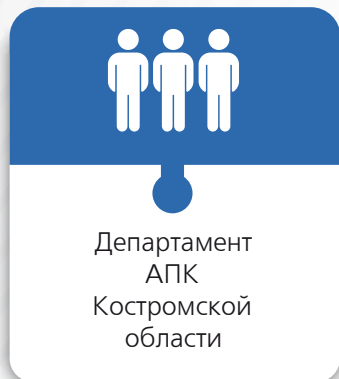 Департамент
АПК
Костромской
области